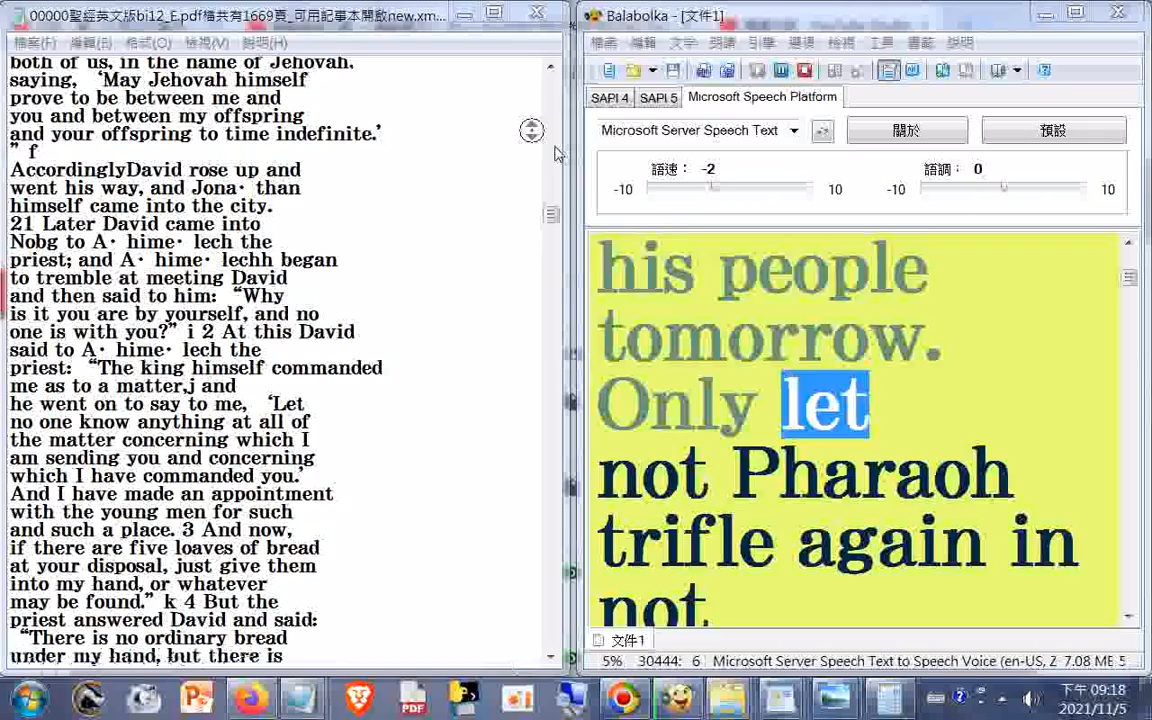 00000聖經英文版bi12_E.pdf檔共有1669頁_可用記事本開啟new.xm...
檔案(F) 編輯(E) 格式(O) 檢視(V) 說明(H)
both of us, in the name of Jehovah,
saying, ‘May Jehovah himself
prove to be between me and
you and between my offspring
and your offspring to time indefinite.’
” f
AccordinglyDavid rose up and
went his way, and Jona· than
himself came into the city.
21 Later David came into
Nobg to A· hime· lech the
priest; and A· hime· lechh began
to tremble at meeting David
and then said to him: “Why
is it you are by yourself, and no
one is with you?” i 2 At this David
said to A· hime· lech the
priest: “The king himself commanded
me as to a matter,j and
he went on to say to me, ‘Let
no one know anything at all of
the matter concerning which I
am sending you and concerning
which I have commanded you.’
And I have made an appointment
with the young men for such
and such a place. 3 And now,
if there are five loaves of bread
at your disposal, just give them
into my hand, or whatever
may be found.” k 4 But the
priest answered David and said:
“There is no ordinary bread
under my hand, but there is
Balabolka - [文件1]
檔案 編輯 文字 朗讀 引擎 選項 檢視 工具 書籤 說明
SAPI 4 SAPI 5 Microsoft Speech Platform
Microsoft Server Speech Text 關於 預設
語速： -2 語調： 0
-10 10 -10 10
his people
tomorrow.
Only let
not Pharaoh
trifle again in
not
文件1
5% 30444: 6 Microsoft Server Speech Text to Speech Voice (en-US, Z 7.08 MB 5
PDF
下午 09:18
2021/11/5